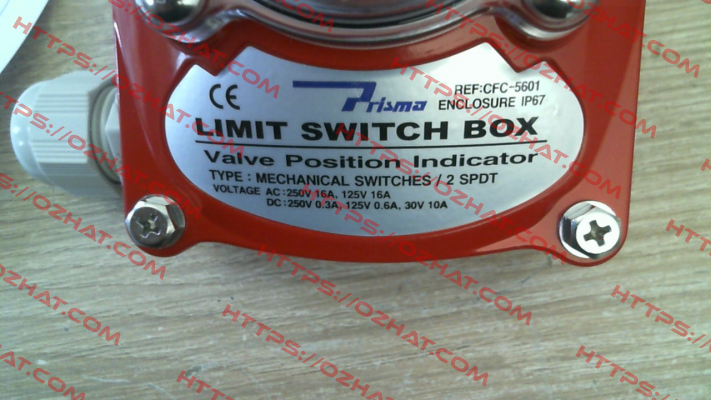 CE
Prisma
REF:CFC-5601
ENCLOSURE IP67
LIMIT SWITCH BOX
Valve Position Indicator
TYPE : MECHANICAL SWITCHES / 2 SPDT
VOLTAGE AC:250V 16A, 125V 16A
DC:250V 0.3A, 125V 0.6A, 30V 10A
HTTPS://OZHAT.COM